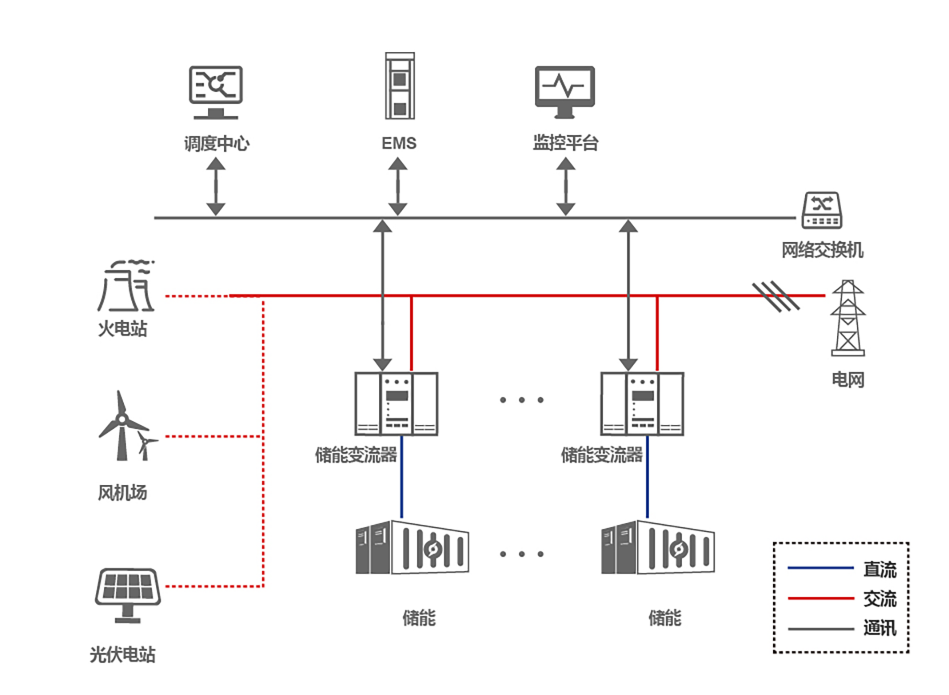 调度中心
EMS
监控平台
网络交换机
火电站
电网
储能变流器
储能变流器
风机场
直流
交流
通讯
储能
储能
光伏电站